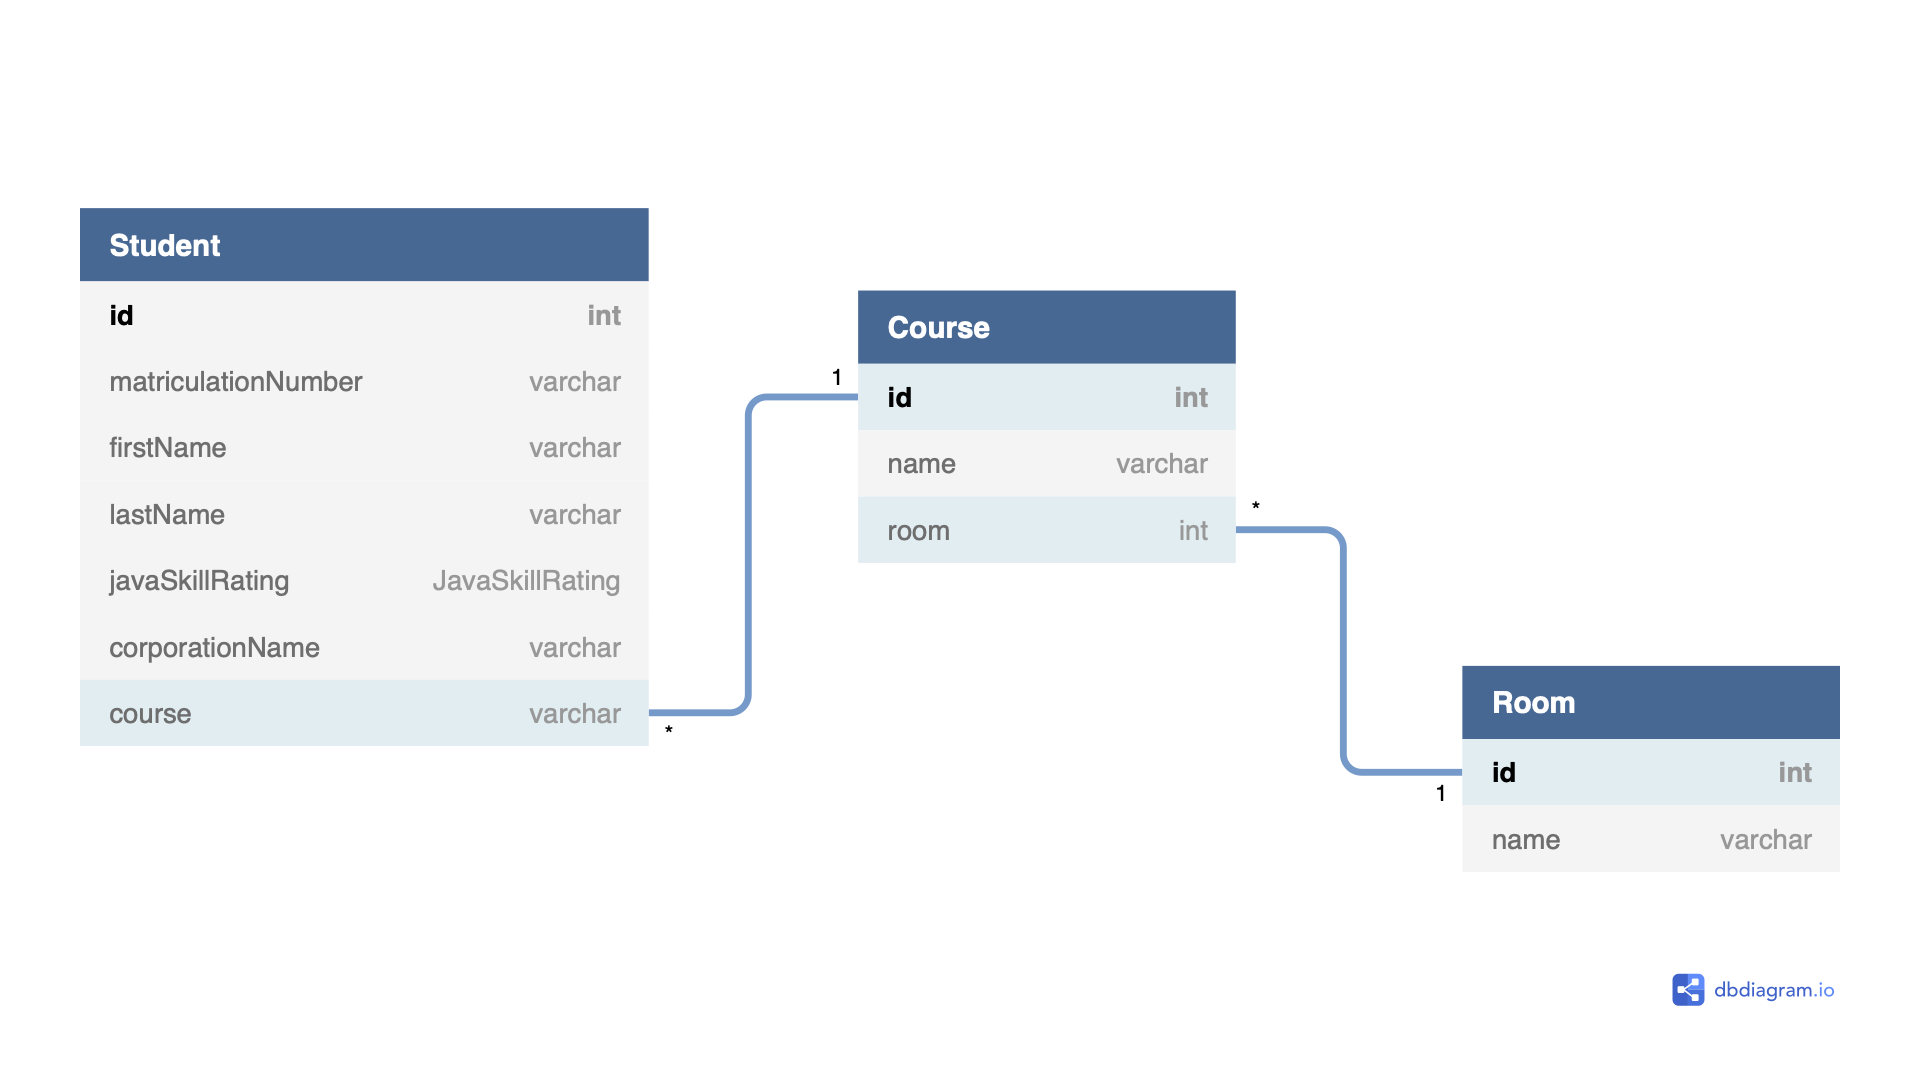 Student
id int
matriculationNumber varchar
firstName varchar
lastName varchar
javaSkillRating JavaSkillRating
corporationName varchar
course varchar
*
1
Course
id int
name varchar
room int
*
1
Room
id int
name varchar
dbdiagram.io